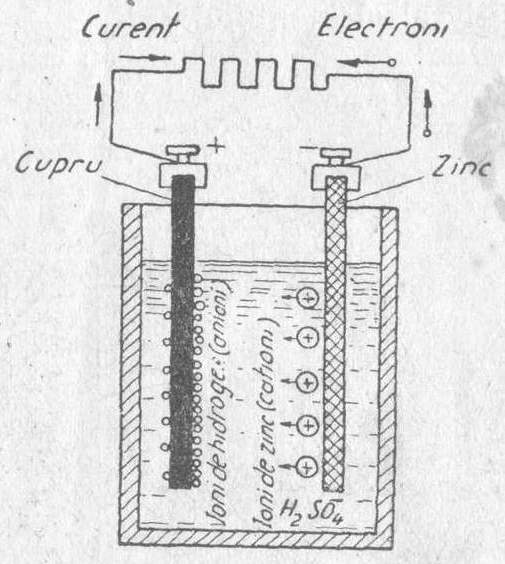 Curent
Electroni
+
−
Cupru
Zinc
Ioni de hidrogen (anioni)
Ioni de zinc (cationi)
+
+
+
+
+
H2SO4